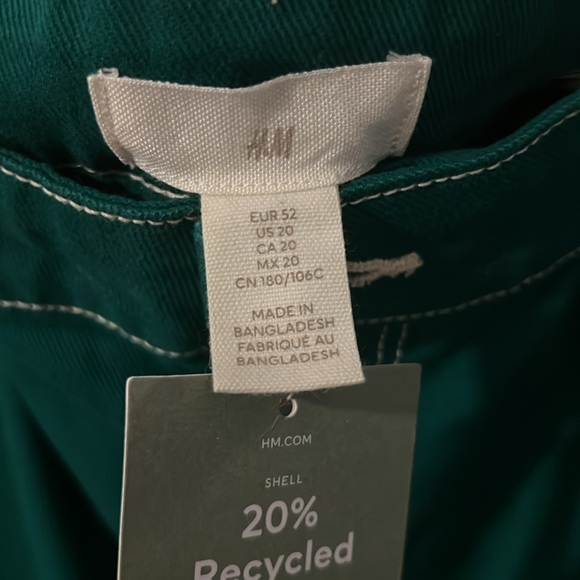 H&M
EUR 52
US 20
CA 20
MX 20
CN 180/106C
MADE IN
BANGLADESH
FABRIQUÉ AU
BANGLADESH
HM.COM
SHELL
20%
Recycled